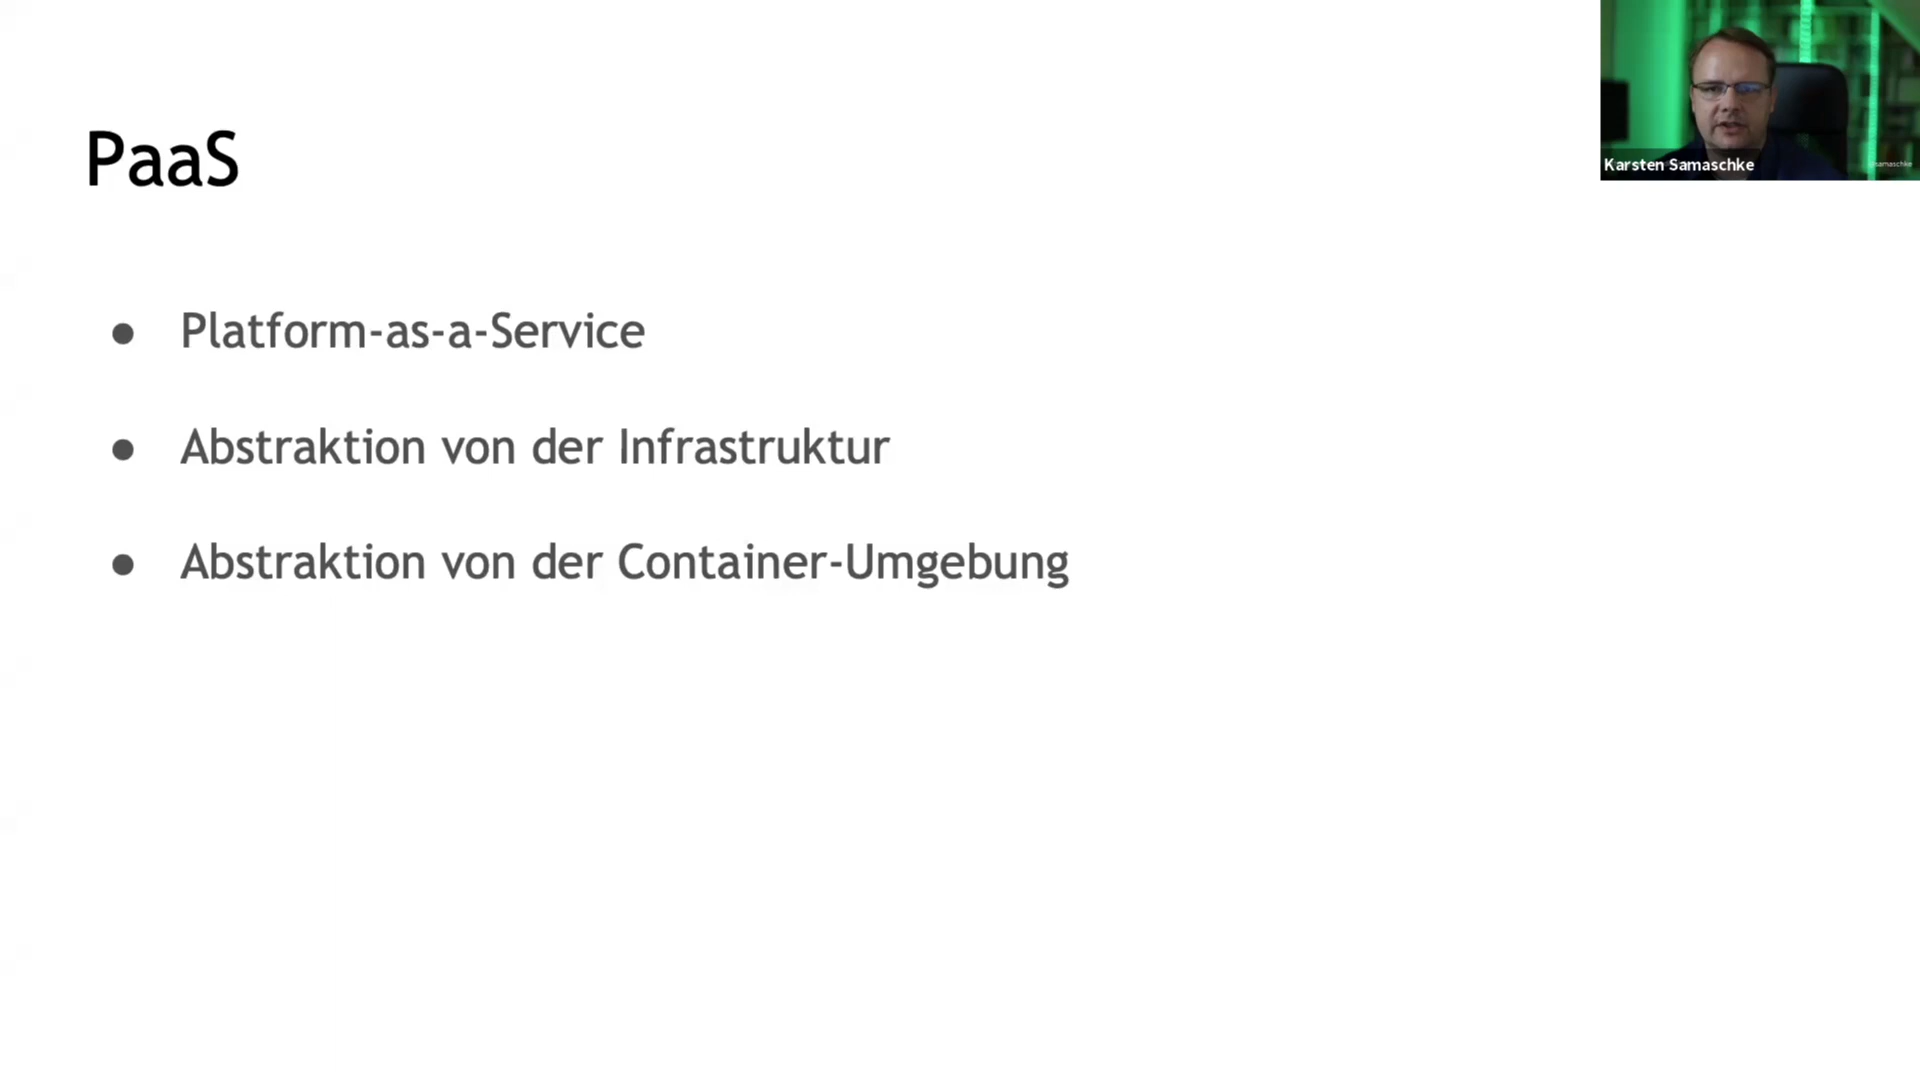 PaaS
● Platform-as-a-Service
● Abstraktion von der Infrastruktur
● Abstraktion von der Container-Umgebung
Karsten Samaschke